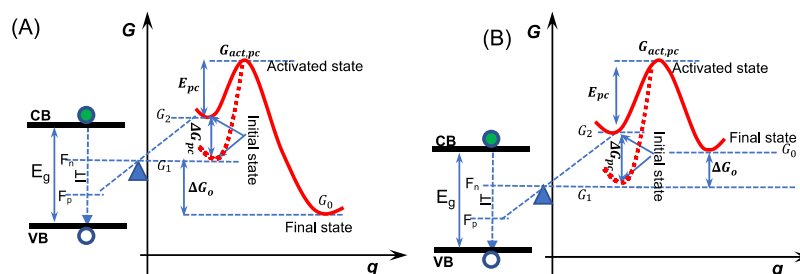 (A)
G
G_act,pc
Activated state
E_pc
CB
G_2
ΔG_pc
Initial state
E_g
F_n
F_p
IT
G_1
ΔG_o
G_0
Final state
VB
q
(B)
G
G_act,pc
Activated state
E_pc
CB
G_2
ΔG_pc
Initial state
Final state
G_0
E_g
F_n
F_p
IT
G_1
ΔG_o
VB
q